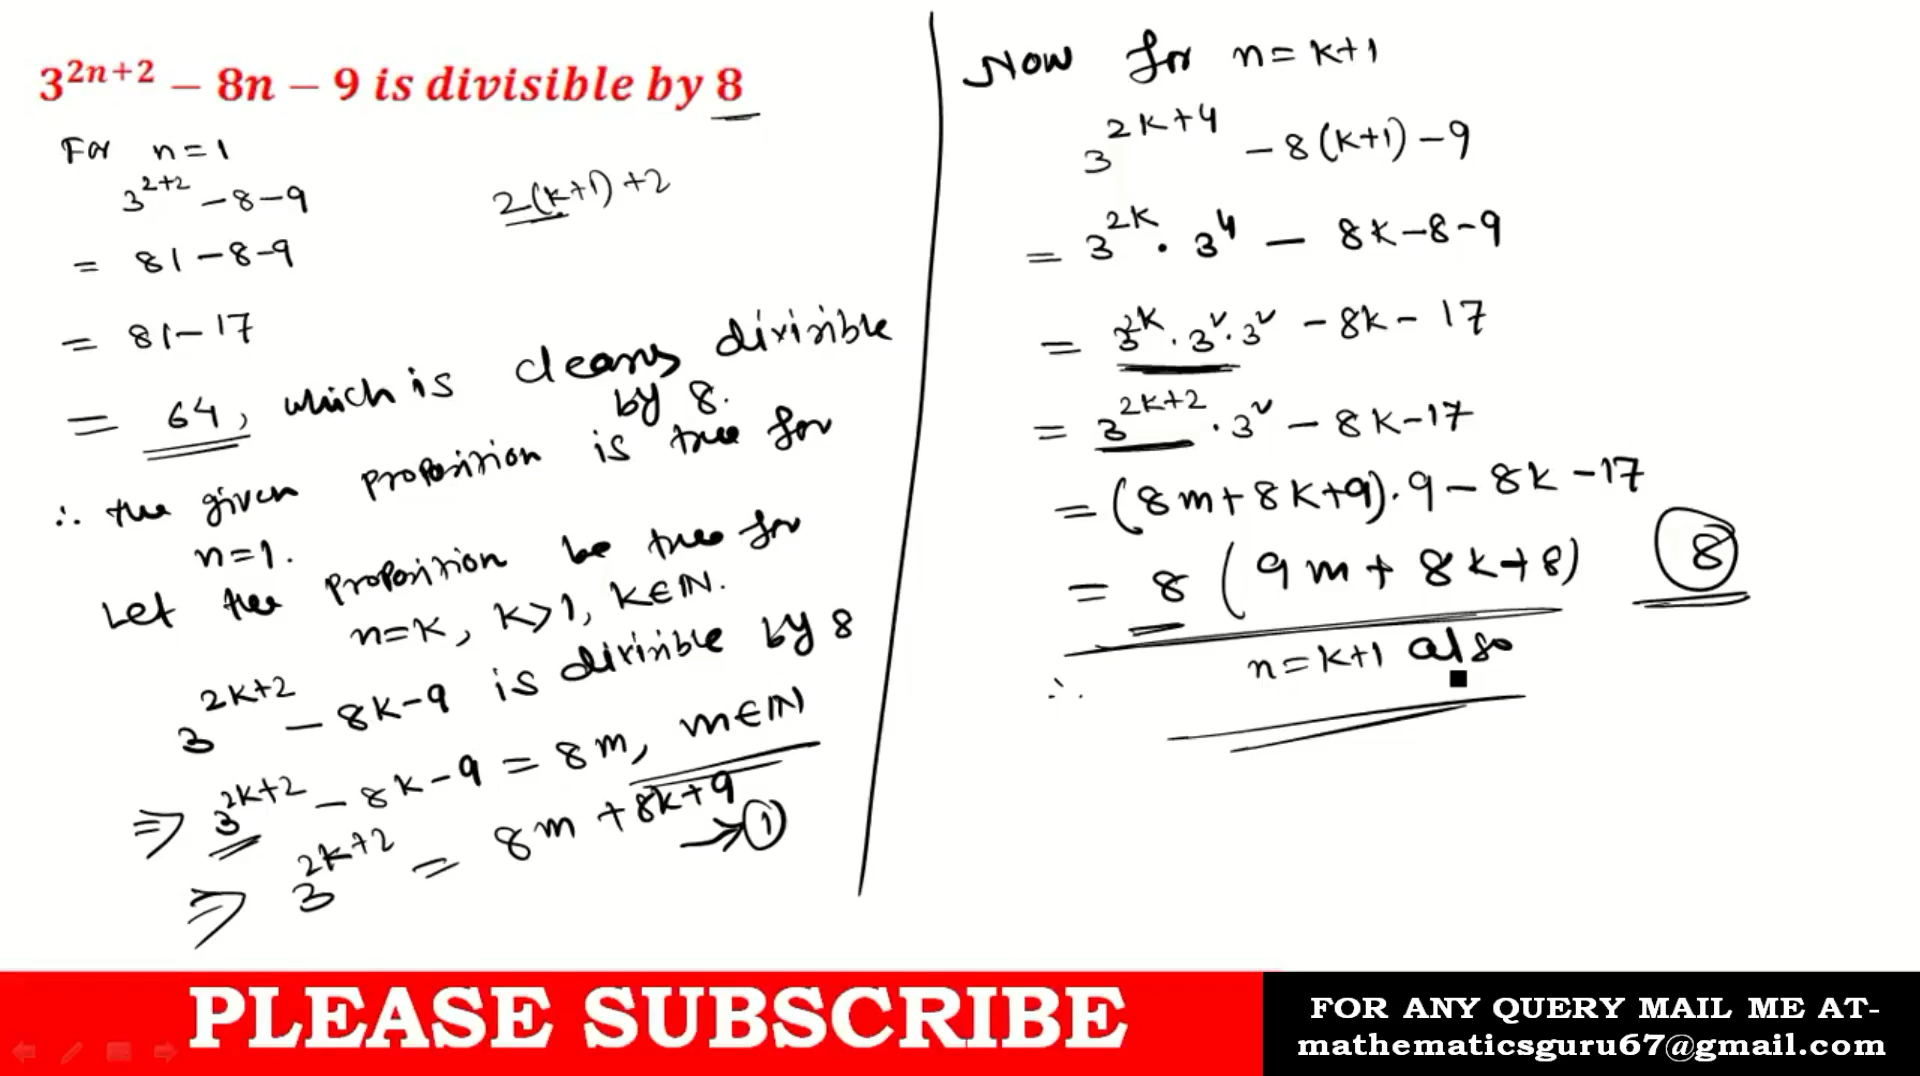 3^{2n+2} − 8n − 9 is divisible by 8
For n=1
3^{2+2} −8−9
2(k+1)+2
= 81−8−9
= 81−17
= 64, which is clearly divisible
by 8.
∴ the given proposition is true for
n=1.
Let the proposition be true for
n=k, k>1, k∈IN.
3^{2k+2} − 8k−9 is divisible by 8
⇒ 3^{2k+2} − 8k−9 = 8m, m∈IN
⇒ 3^{2k+2} = 8m + 8k+9
→ ①
Now for n=k+1
3^{2k+4} −8(k+1)−9
= 3^{2k} · 3^4 − 8k−8−9
= 3^{2k} · 3^2 · 3^2 − 8k − 17
= 3^{2k+2} · 3^2 − 8k−17
= (8m+8k+9)·9 − 8k −17
= 8 (9m + 8k+8) ⑧
∴ n=k+1 also
PLEASE SUBSCRIBE
FOR ANY QUERY MAIL ME AT-
mathematicsguru67@gmail.com